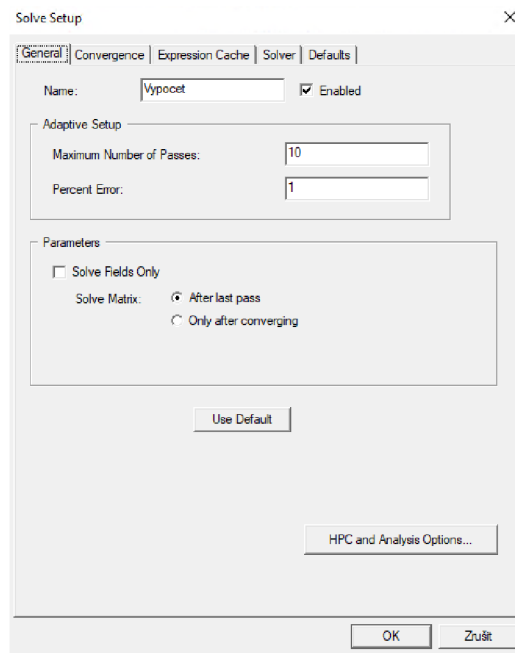 Solve Setup
General Convergence Expression Cache Solver Defaults
Name: Vypocet Enabled
Adaptive Setup
Maximum Number of Passes: 10
Percent Error: 1
Parameters
Solve Fields Only
Solve Matrix: After last pass
Only after converging
Use Default
HPC and Analysis Options...
OK Zrušit